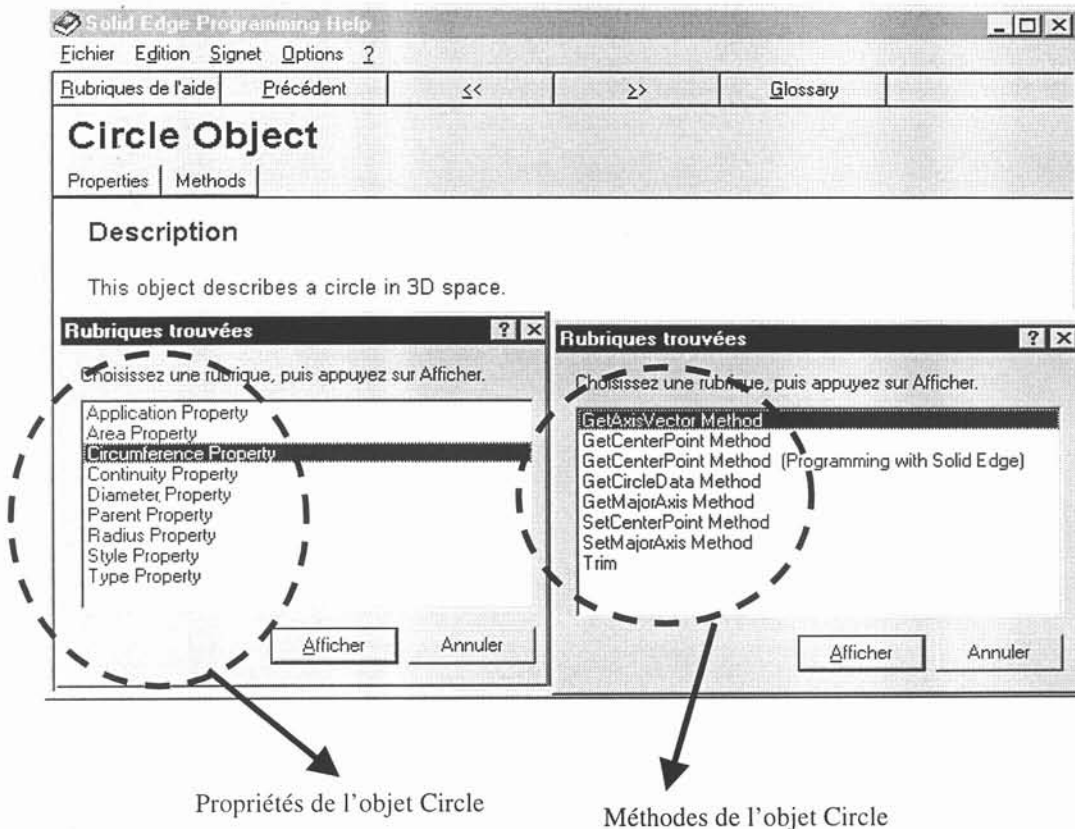 Solid Edge Programming Help
Fichier Edition Signet Options ?
Rubriques de l'aide Précédent << >> Glossary
Circle Object
Properties Methods
Description
This object describes a circle in 3D space.
Rubriques trouvées
Choisissez une rubrique, puis appuyez sur Afficher.
Application Property
Area Property
Circumference Property
Continuity Property
Diameter Property
Parent Property
Radius Property
Style Property
Type Property
Afficher Annuler
Rubriques trouvées
Choisissez une rubrique, puis appuyez sur Afficher.
GetAxisVector Method
GetCenterPoint Method
GetCenterPoint Method (Programming with Solid Edge)
GetCircleData Method
GetMajorAxis Method
SetCenterPoint Method
SetMajorAxis Method
Trim
Afficher Annuler
Propriétés de l'objet Circle
Méthodes de l'objet Circle